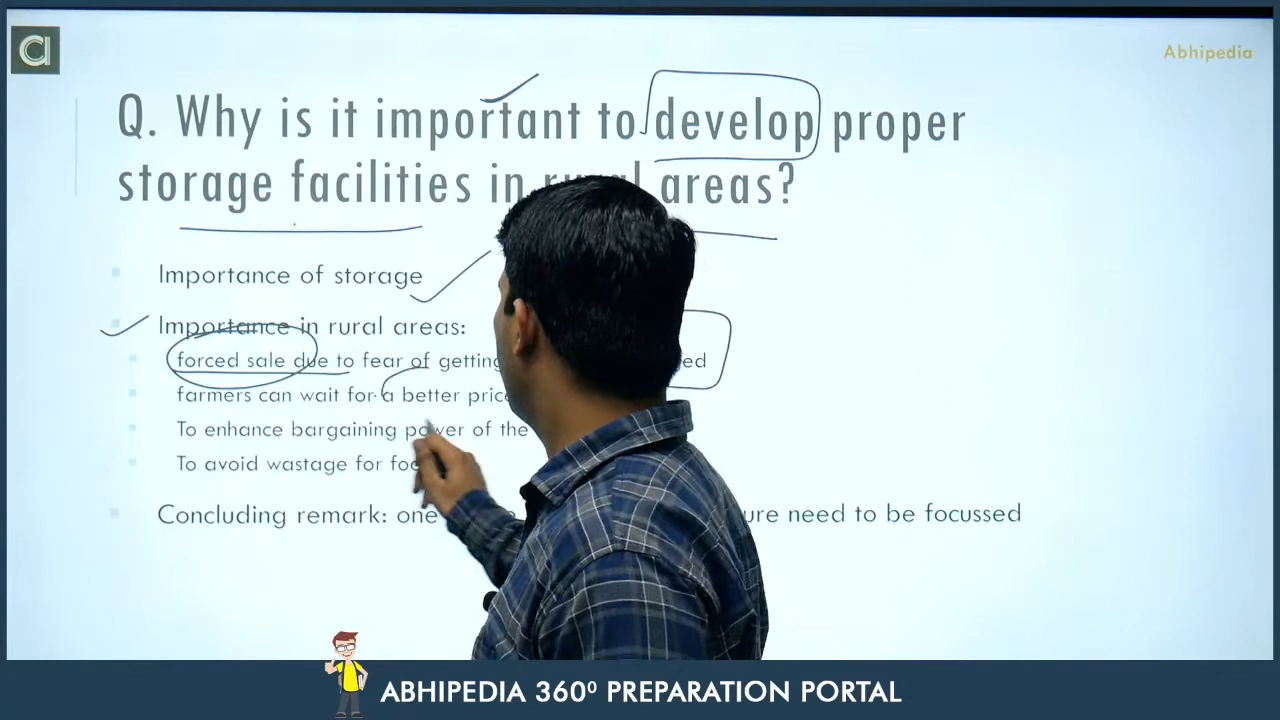 Abhipedia
Q. Why is it important to develop proper
storage facilities in rural areas?
Importance of storage
Importance in rural areas:
forced sale due to fear of getting
farmers can wait for a better price
To enhance bargaining power of the
To avoid wastage for
Concluding remark: one need to be focussed
ABHIPEDIA 360⁰ PREPARATION PORTAL